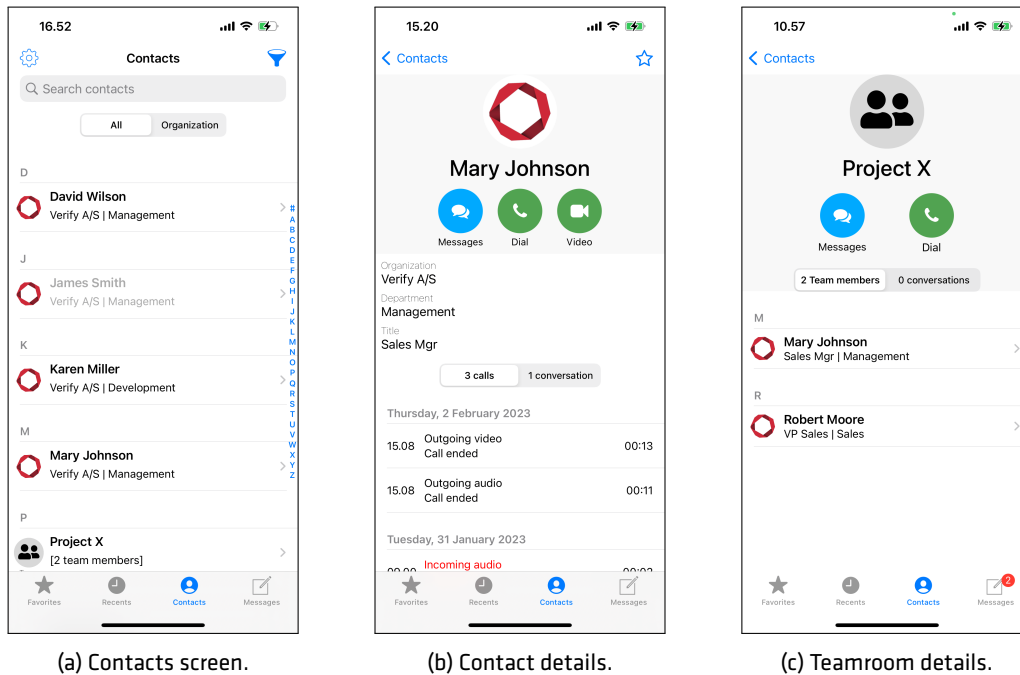 16.52
Contacts
Search contacts
All
Organization
D
David Wilson
Verify A/S | Management
J
James Smith
Verify A/S | Management
K
Karen Miller
Verify A/S | Development
M
Mary Johnson
Verify A/S | Management
P
Project X
[2 team members]
#
A
B
C
D
E
F
G
H
I
J
K
L
M
N
O
P
Q
R
S
T
U
V
W
X
Y
Z
Favorites
Recents
Contacts
Messages
(a) Contacts screen.
15.20
Contacts
Mary Johnson
Messages
Dial
Video
Organization
Verify A/S
Department
Management
Title
Sales Mgr
3 calls
1 conversation
Thursday, 2 February 2023
15.08 Outgoing video 00:13
Call ended
15.08 Outgoing audio 00:11
Call ended
Tuesday, 31 January 2023
Incoming audio
Favorites
Recents
Contacts
Messages
(b) Contact details.
10.57
Contacts
Project X
Messages
Dial
2 Team members
0 conversations
M
Mary Johnson
Sales Mgr | Management
R
Robert Moore
VP Sales | Sales
2
Favorites
Recents
Contacts
Messages
(c) Teamroom details.